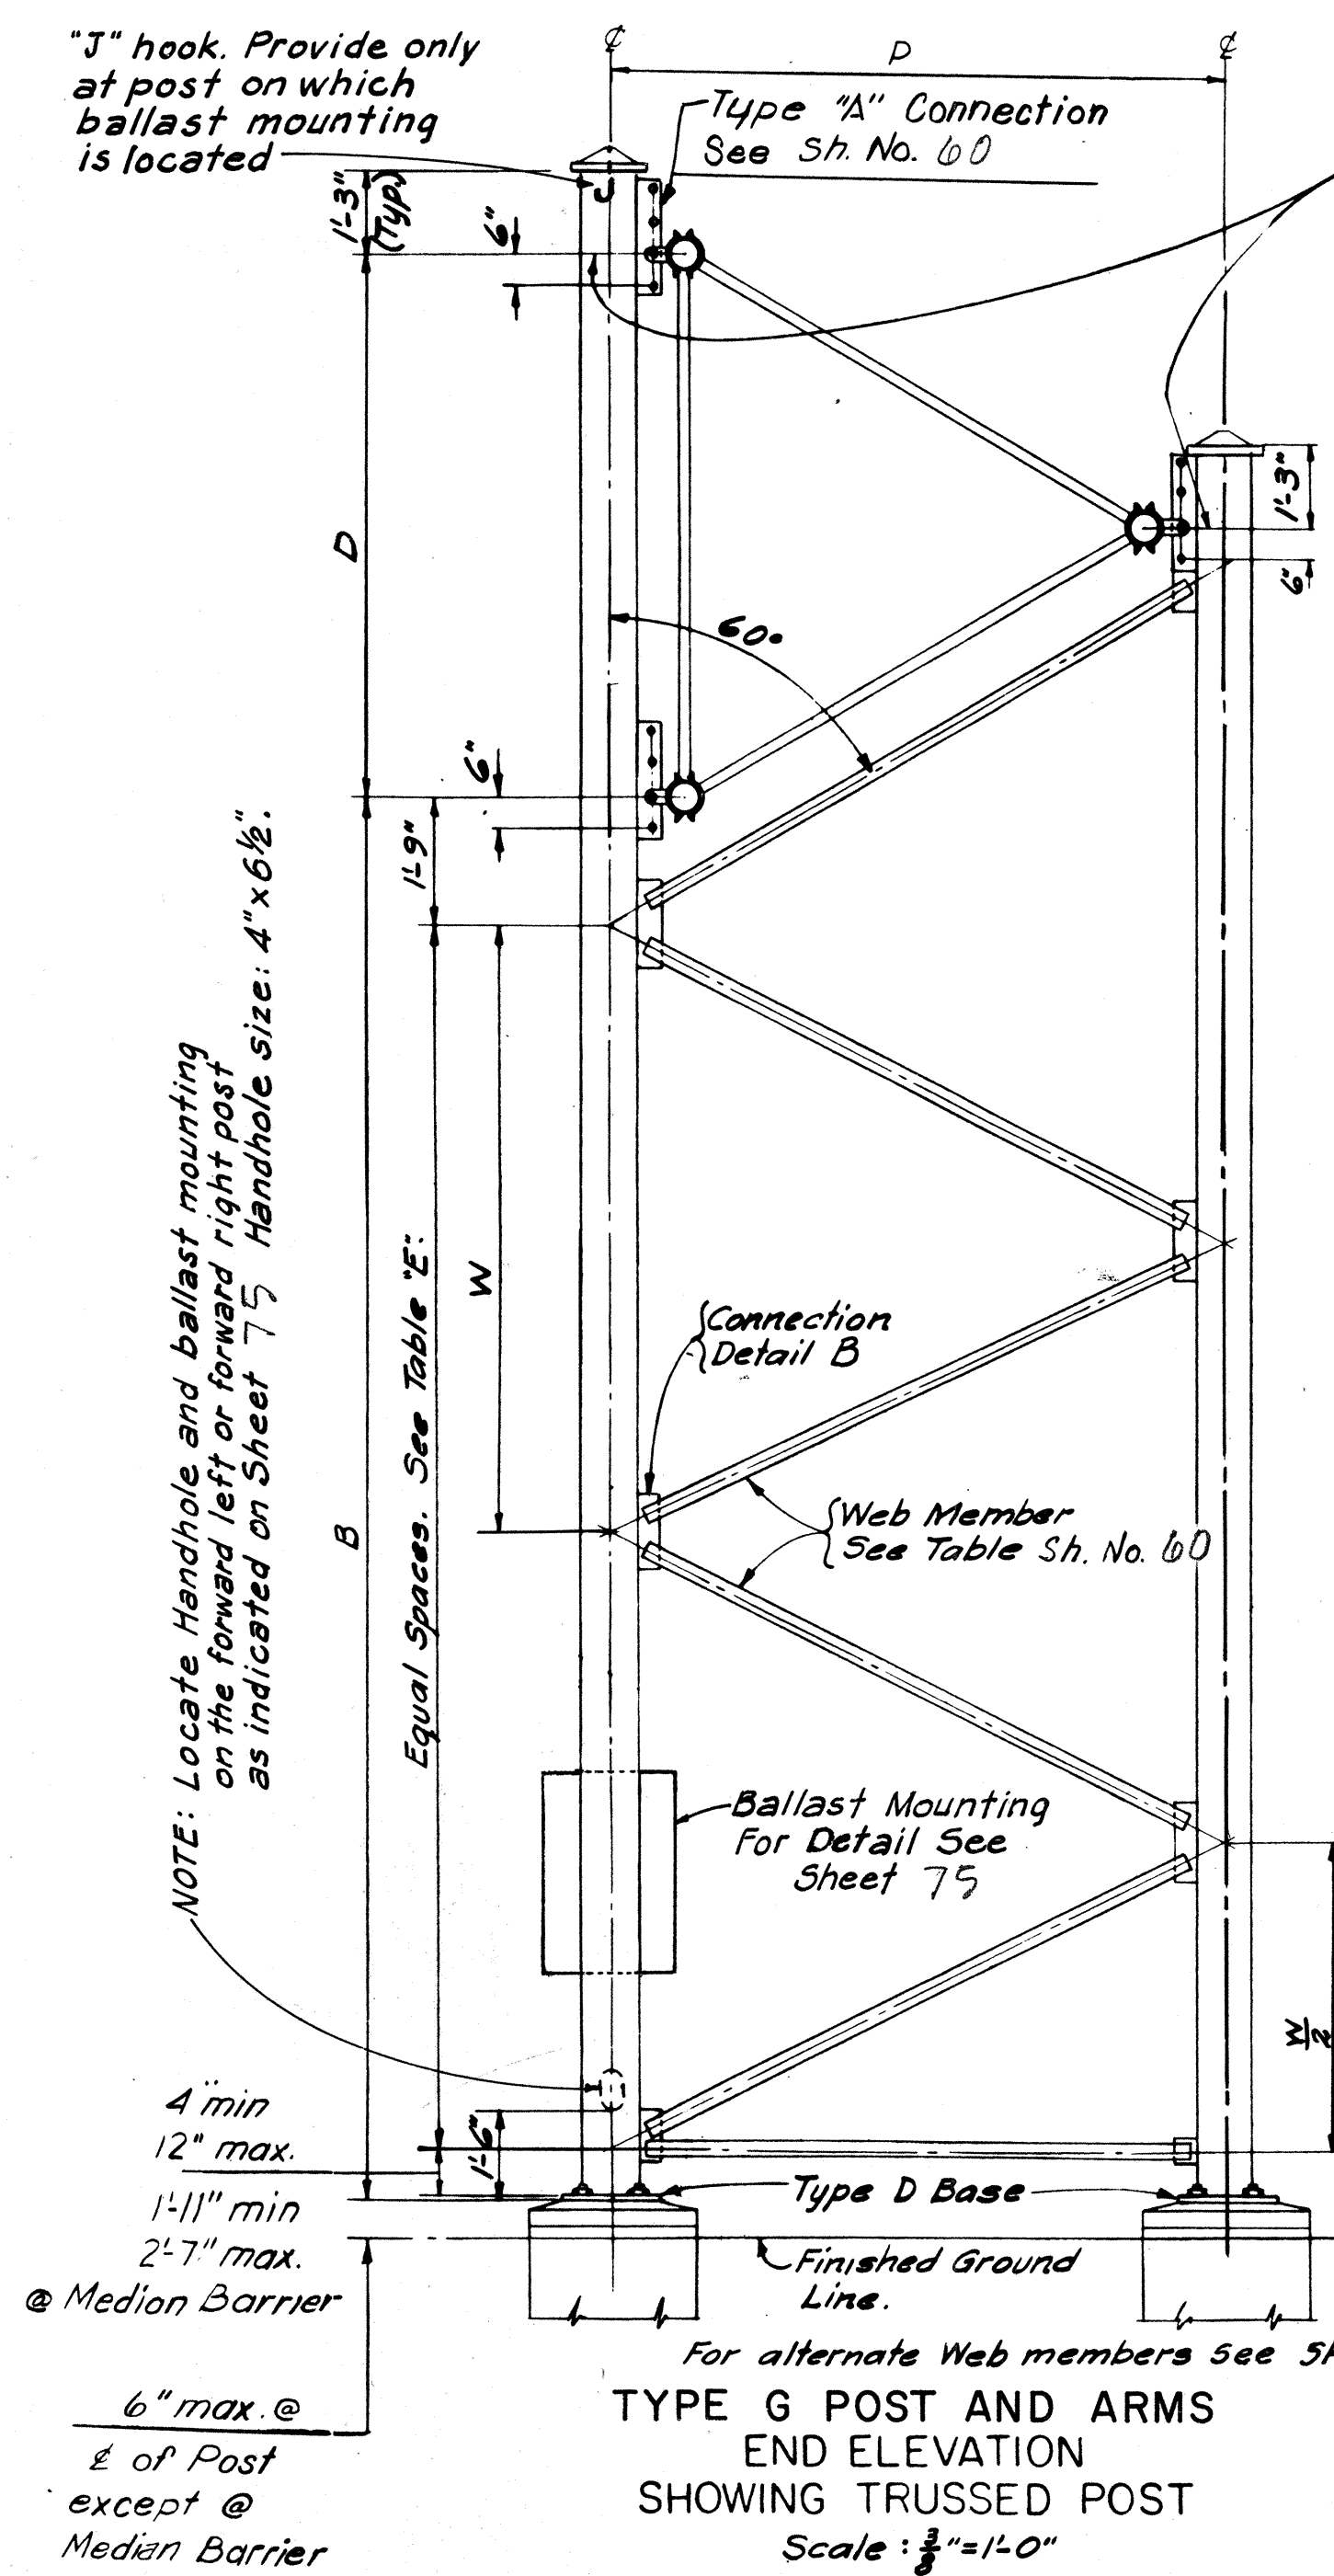 "J" hook. Provide only
at post on which
ballast mounting
is located
℄
P
℄
Type "A" Connection
See Sh. No. 60
1'-3"
(Typ.)
6"
1'-3"
6"
D
60°
6"
1'-9"
NOTE: Locate Handhole and ballast mounting
on the forward left or forward right post
as indicated on Sheet 75 Handhole size: 4"x6½".
B
Equal Spaces. See Table "E".
W
Connection
Detail B
Web Member
See Table Sh. No. 60
Ballast Mounting
For Detail See
Sheet 75
W/2
4" min
12" max.
1'-6"
1'-11" min
2'-7" max.
@ Median Barrier
Type D Base
Finished Ground
Line.
6" max. @
℄ of Post
except @
Median Barrier
For alternate Web members see
TYPE G POST AND ARMS
END ELEVATION
SHOWING TRUSSED POST
Scale : ⅜"=1'-0"